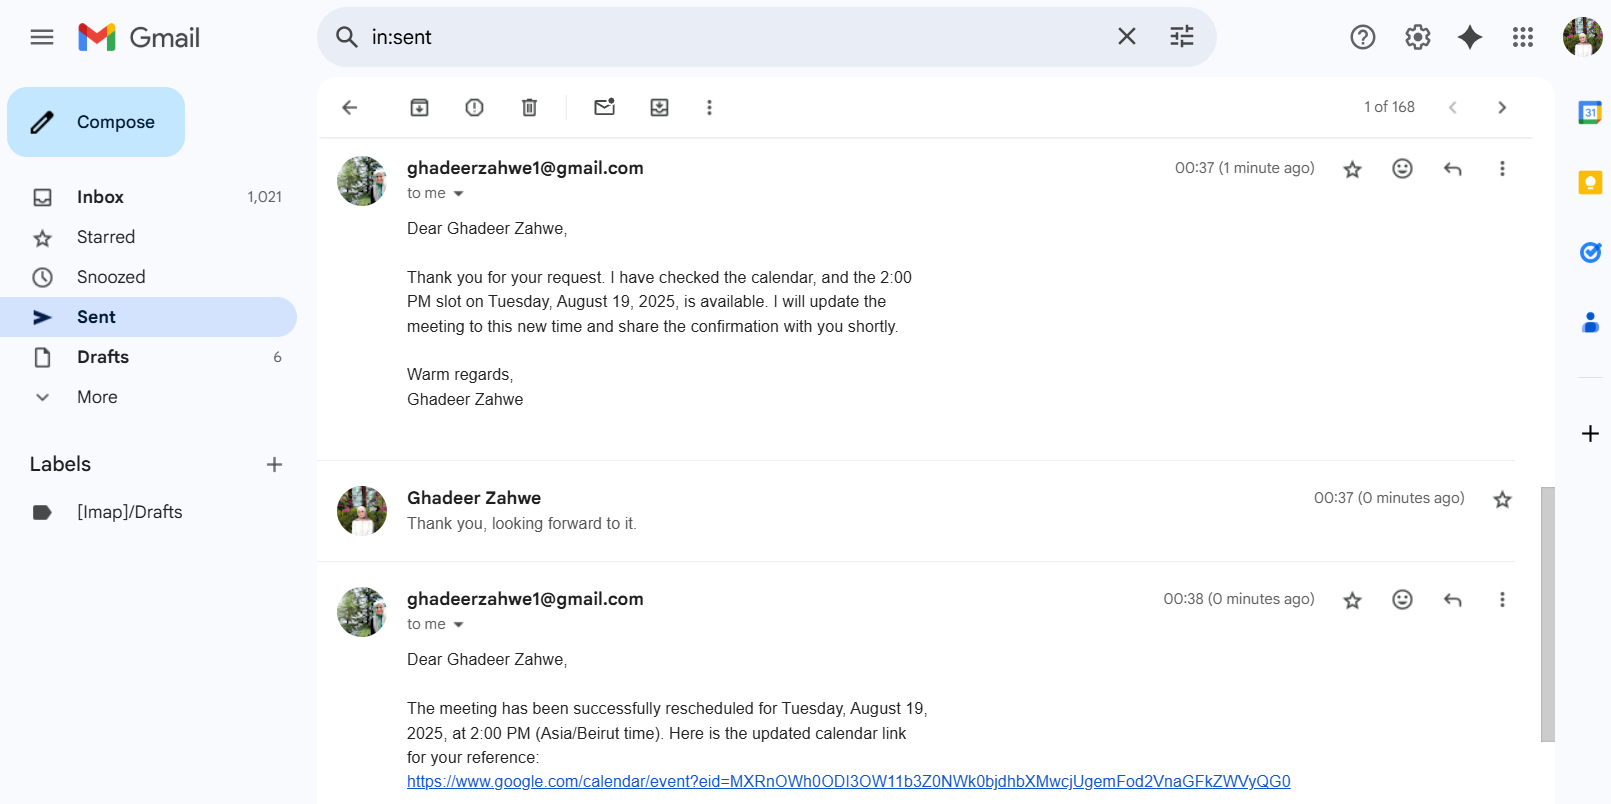 Gmail
in:sent
Compose
1 of 168
31
Inbox 1,021
Starred
Snoozed
Sent
Drafts 6
More
Labels
[Imap]/Drafts
ghadeerzahwe1@gmail.com 00:37 (1 minute ago)
to me
Dear Ghadeer Zahwe,
Thank you for your request. I have checked the calendar, and the 2:00
PM slot on Tuesday, August 19, 2025, is available. I will update the
meeting to this new time and share the confirmation with you shortly.
Warm regards,
Ghadeer Zahwe
Ghadeer Zahwe 00:37 (0 minutes ago)
Thank you, looking forward to it.
ghadeerzahwe1@gmail.com 00:38 (0 minutes ago)
to me
Dear Ghadeer Zahwe,
The meeting has been successfully rescheduled for Tuesday, August 19,
2025, at 2:00 PM (Asia/Beirut time). Here is the updated calendar link
for your reference:
https://www.google.com/calendar/event?eid=MXRnOWh0ODl3OW11b3Z0NWk0bjdhbXMwcjUgemFod2VnaGFkZWVyQG0